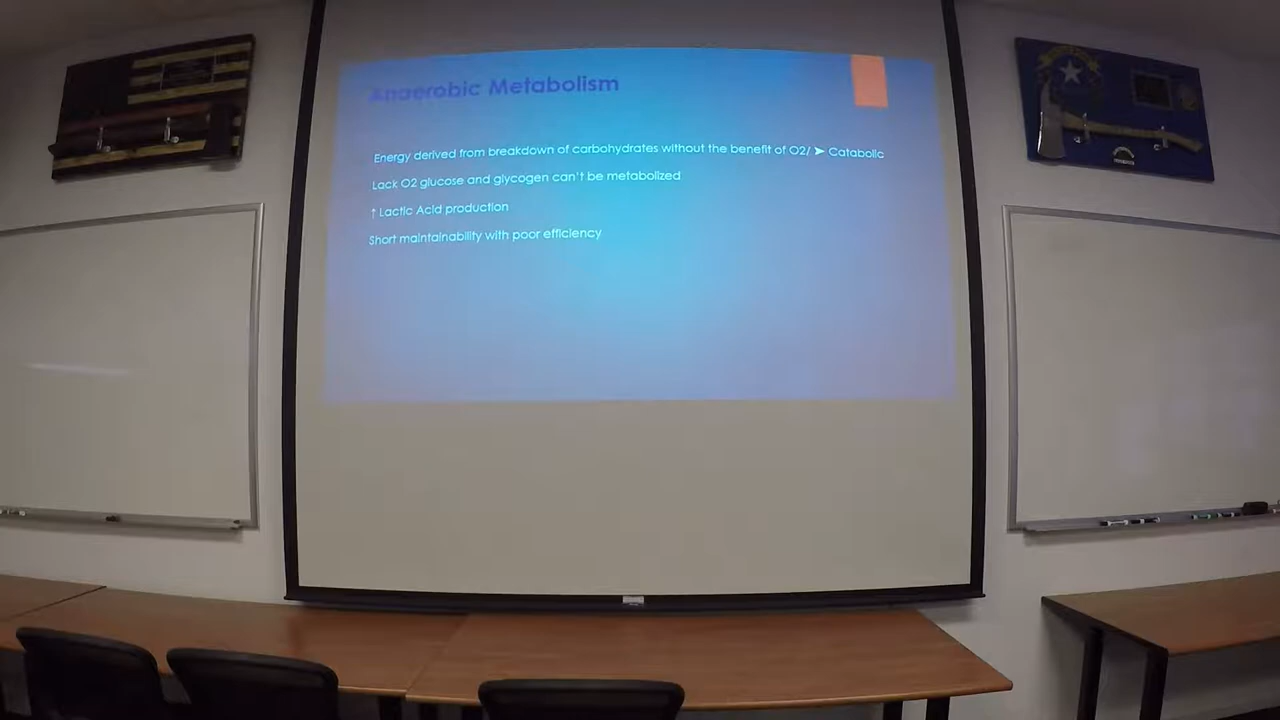 Anaerobic Metabolism
Energy derived from breakdown of carbohydrates without the benefit of O2/ ➤ Catabolic
Lack O2 glucose and glycogen can't be metabolized
↑ Lactic Acid production
Short maintainability with poor efficiency